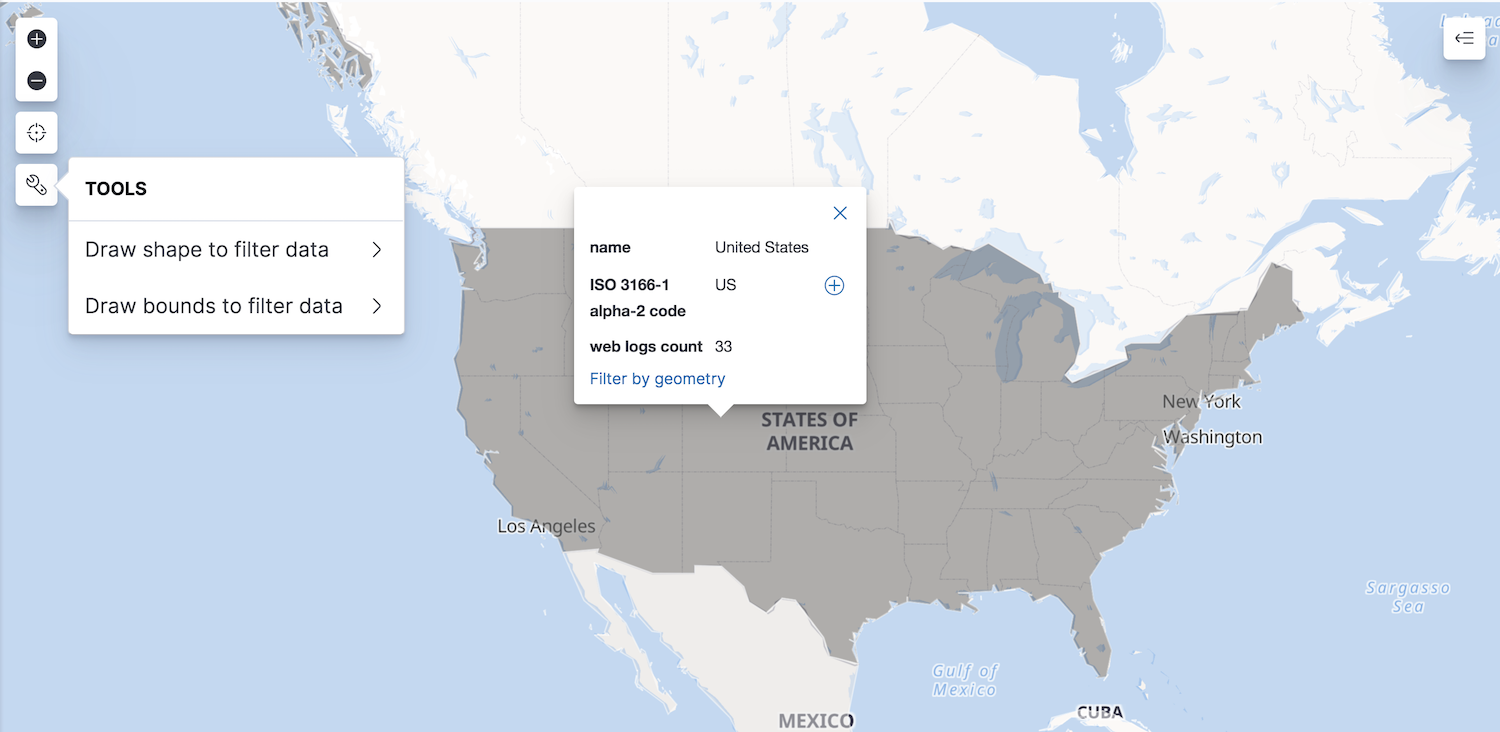 TOOLS
Draw shape to filter data
Draw bounds to filter data
name United States
ISO 3166-1 US
alpha-2 code
web logs count 33
Filter by geometry
STATES OF
AMERICA
New York
Washington
Los Angeles
Sargasso
Sea
Gulf of
Mexico
MEXICO
CUBA